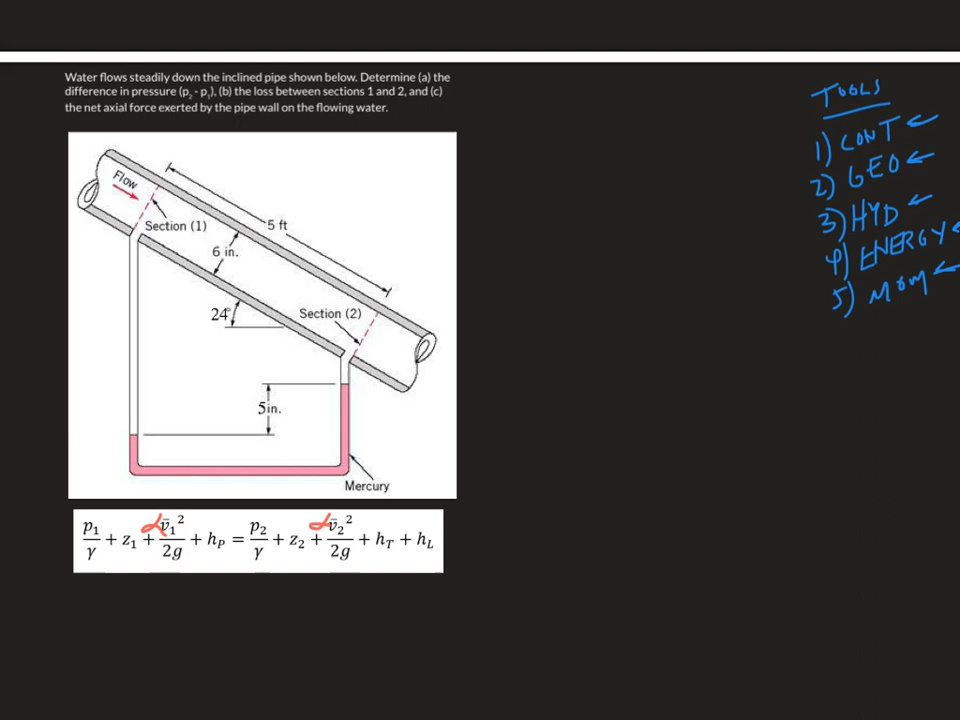 Water flows steadily down the inclined pipe shown below. Determine (a) the
difference in pressure (p₂ - p₁), (b) the loss between sections 1 and 2, and (c)
the net axial force exerted by the pipe wall on the flowing water.
TOOLS
1) CONT ←
2) GEO ←
3) HYD ←
4) ENERGY ←
5) MOM ←
Flow
Section (1)
5 ft
6 in.
24°
Section (2)
5in.
Mercury
p₁/γ + z₁ + αv̄₁²/2g + hP = p₂/γ + z₂ + αv̄₂²/2g + hT + hL